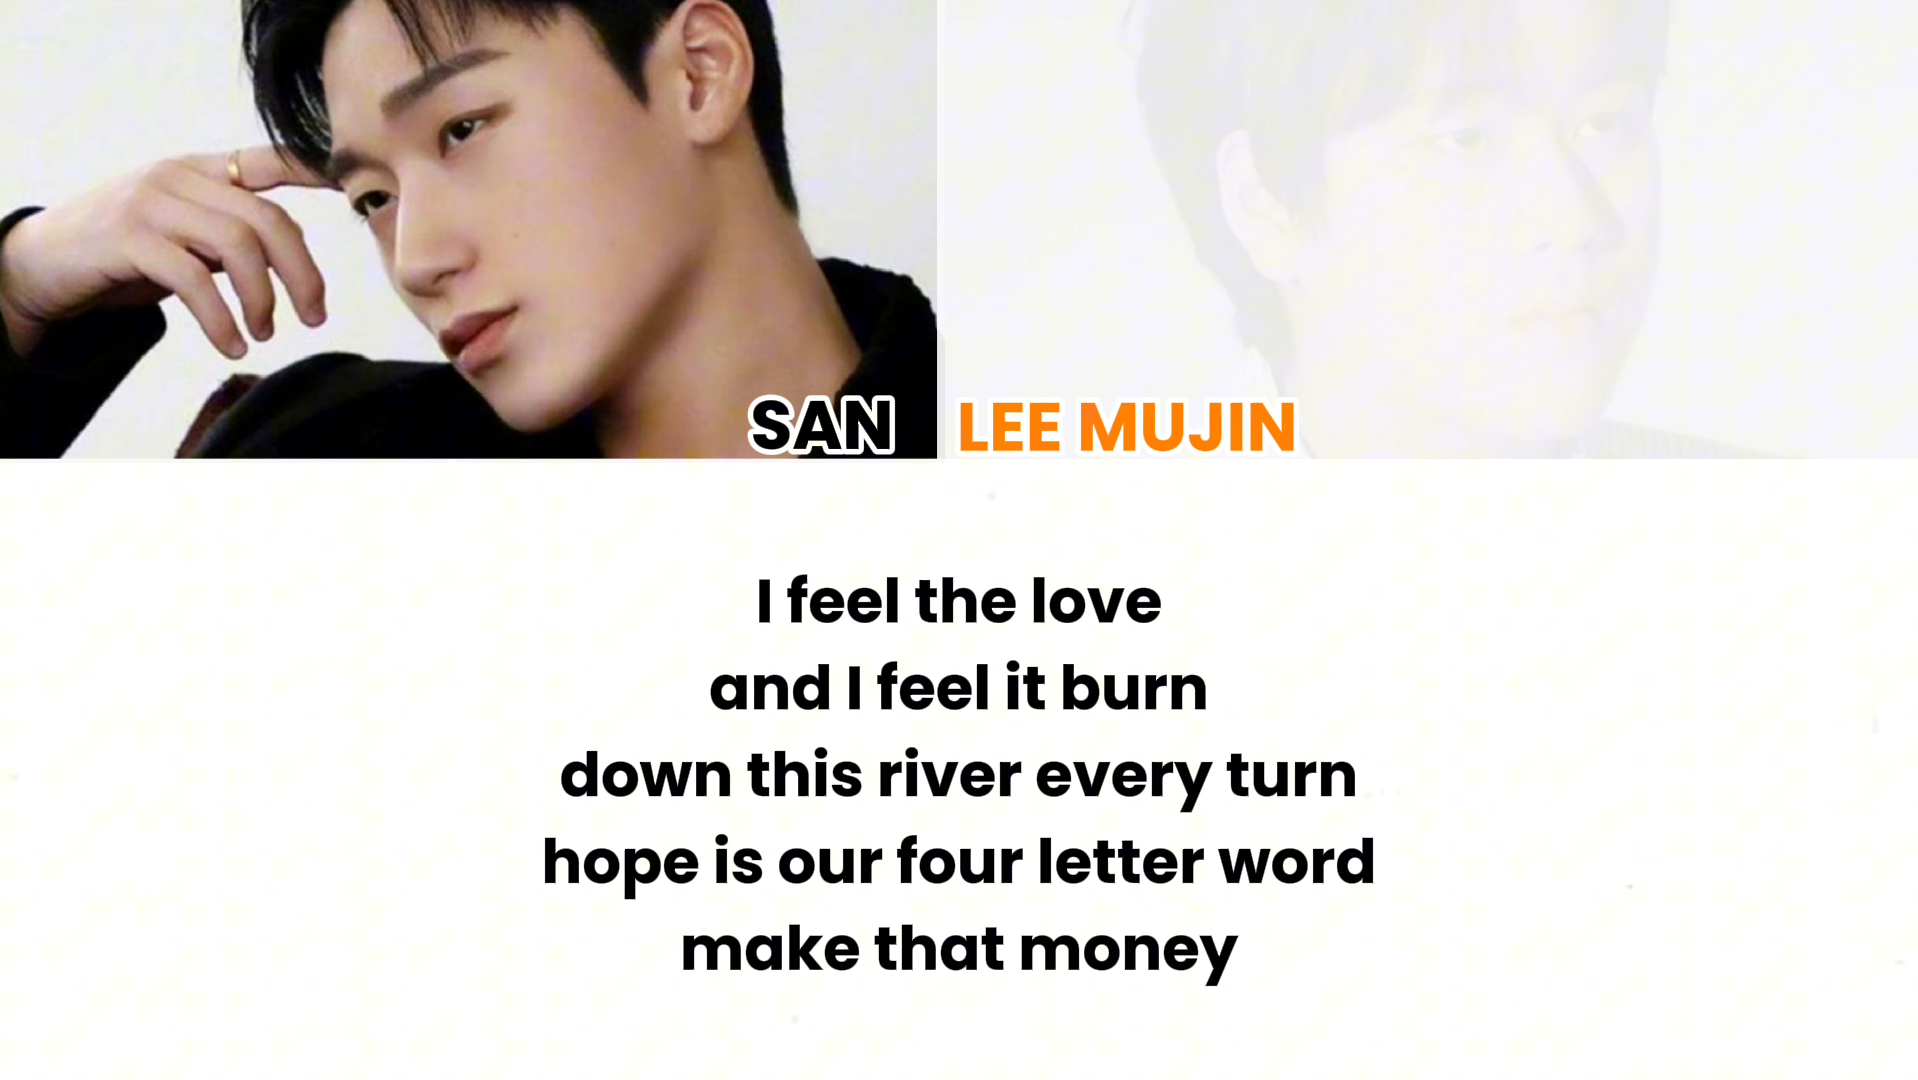 SAN
LEE MUJIN
I feel the love
and I feel it burn
down this river every turn
hope is our four letter word
make that money